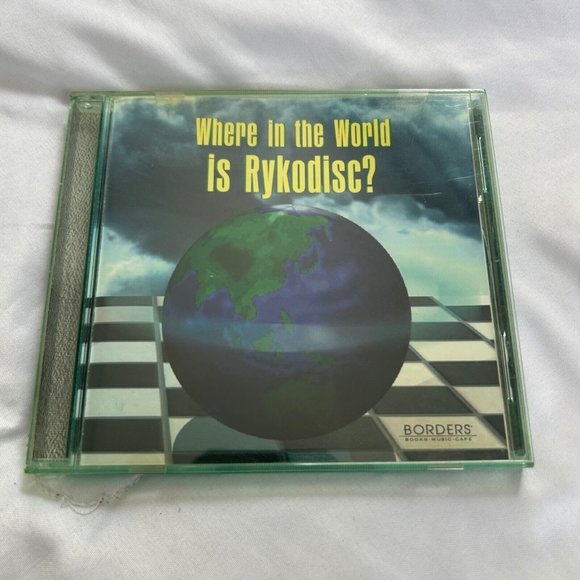 Where in the World
is Rykodisc?
BORDERS®
BOOKS·MUSIC·CAFE